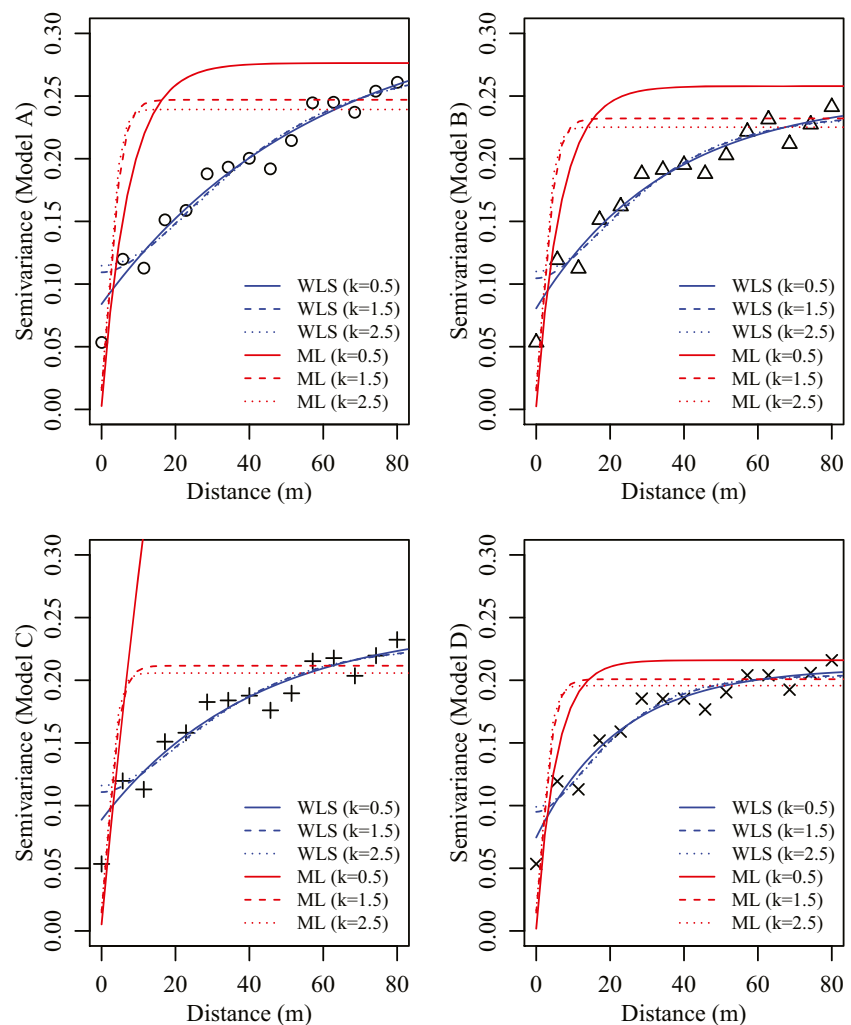 Semivariance (Model A)
0.30
0.25
0.20
0.15
0.10
0.05
0.00
WLS (k=0.5)
WLS (k=1.5)
WLS (k=2.5)
ML (k=0.5)
ML (k=1.5)
ML (k=2.5)
0 20 40 60 80
Distance (m)
Semivariance (Model B)
0.30
0.25
0.20
0.15
0.10
0.05
0.00
WLS (k=0.5)
WLS (k=1.5)
WLS (k=2.5)
ML (k=0.5)
ML (k=1.5)
ML (k=2.5)
0 20 40 60 80
Distance (m)
Semivariance (Model C)
0.30
0.25
0.20
0.15
0.10
0.05
0.00
WLS (k=0.5)
WLS (k=1.5)
WLS (k=2.5)
ML (k=0.5)
ML (k=1.5)
ML (k=2.5)
0 20 40 60 80
Distance (m)
Semivariance (Model D)
0.30
0.25
0.20
0.15
0.10
0.05
0.00
WLS (k=0.5)
WLS (k=1.5)
WLS (k=2.5)
ML (k=0.5)
ML (k=1.5)
ML (k=2.5)
0 20 40 60 80
Distance (m)